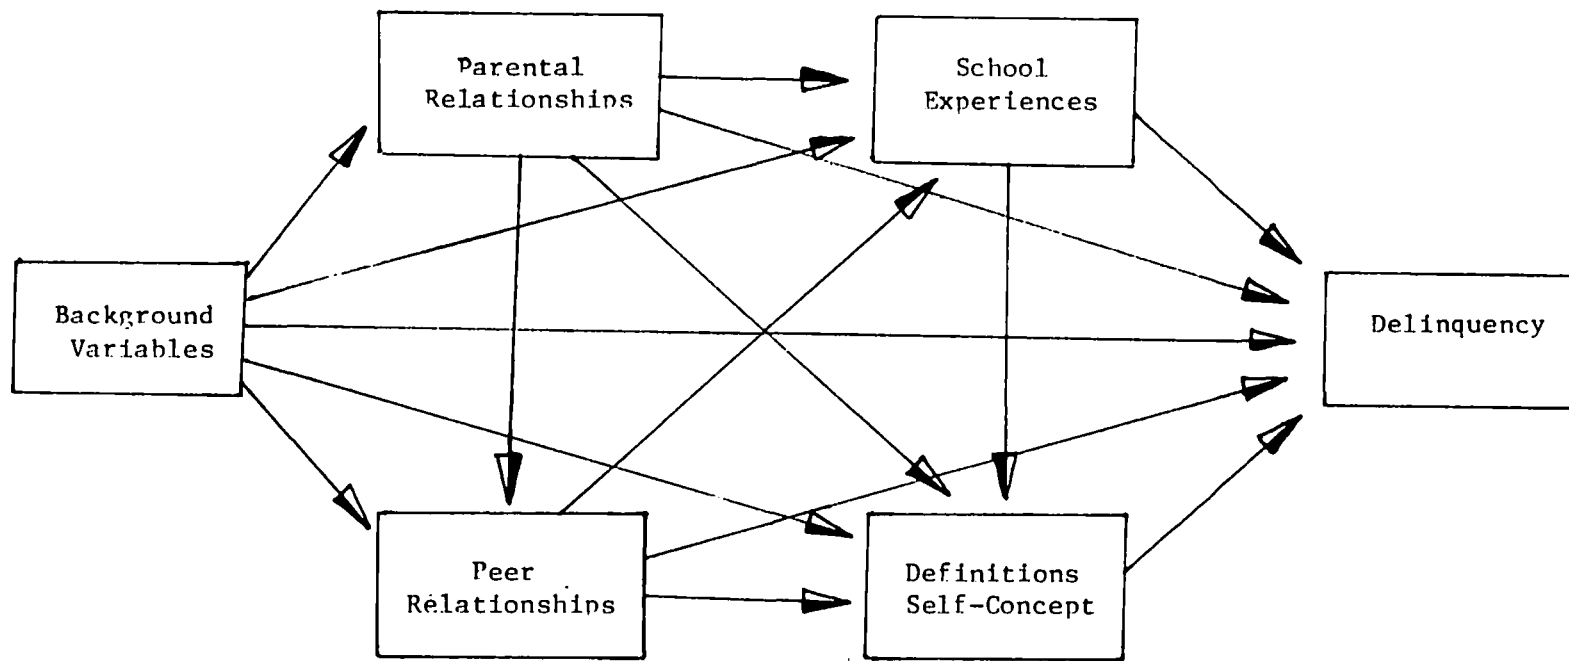 Parental
Relationships
School
Experiences
Background
Variables
Delinquency
Peer
Relationships
Definitions
Self-Concept